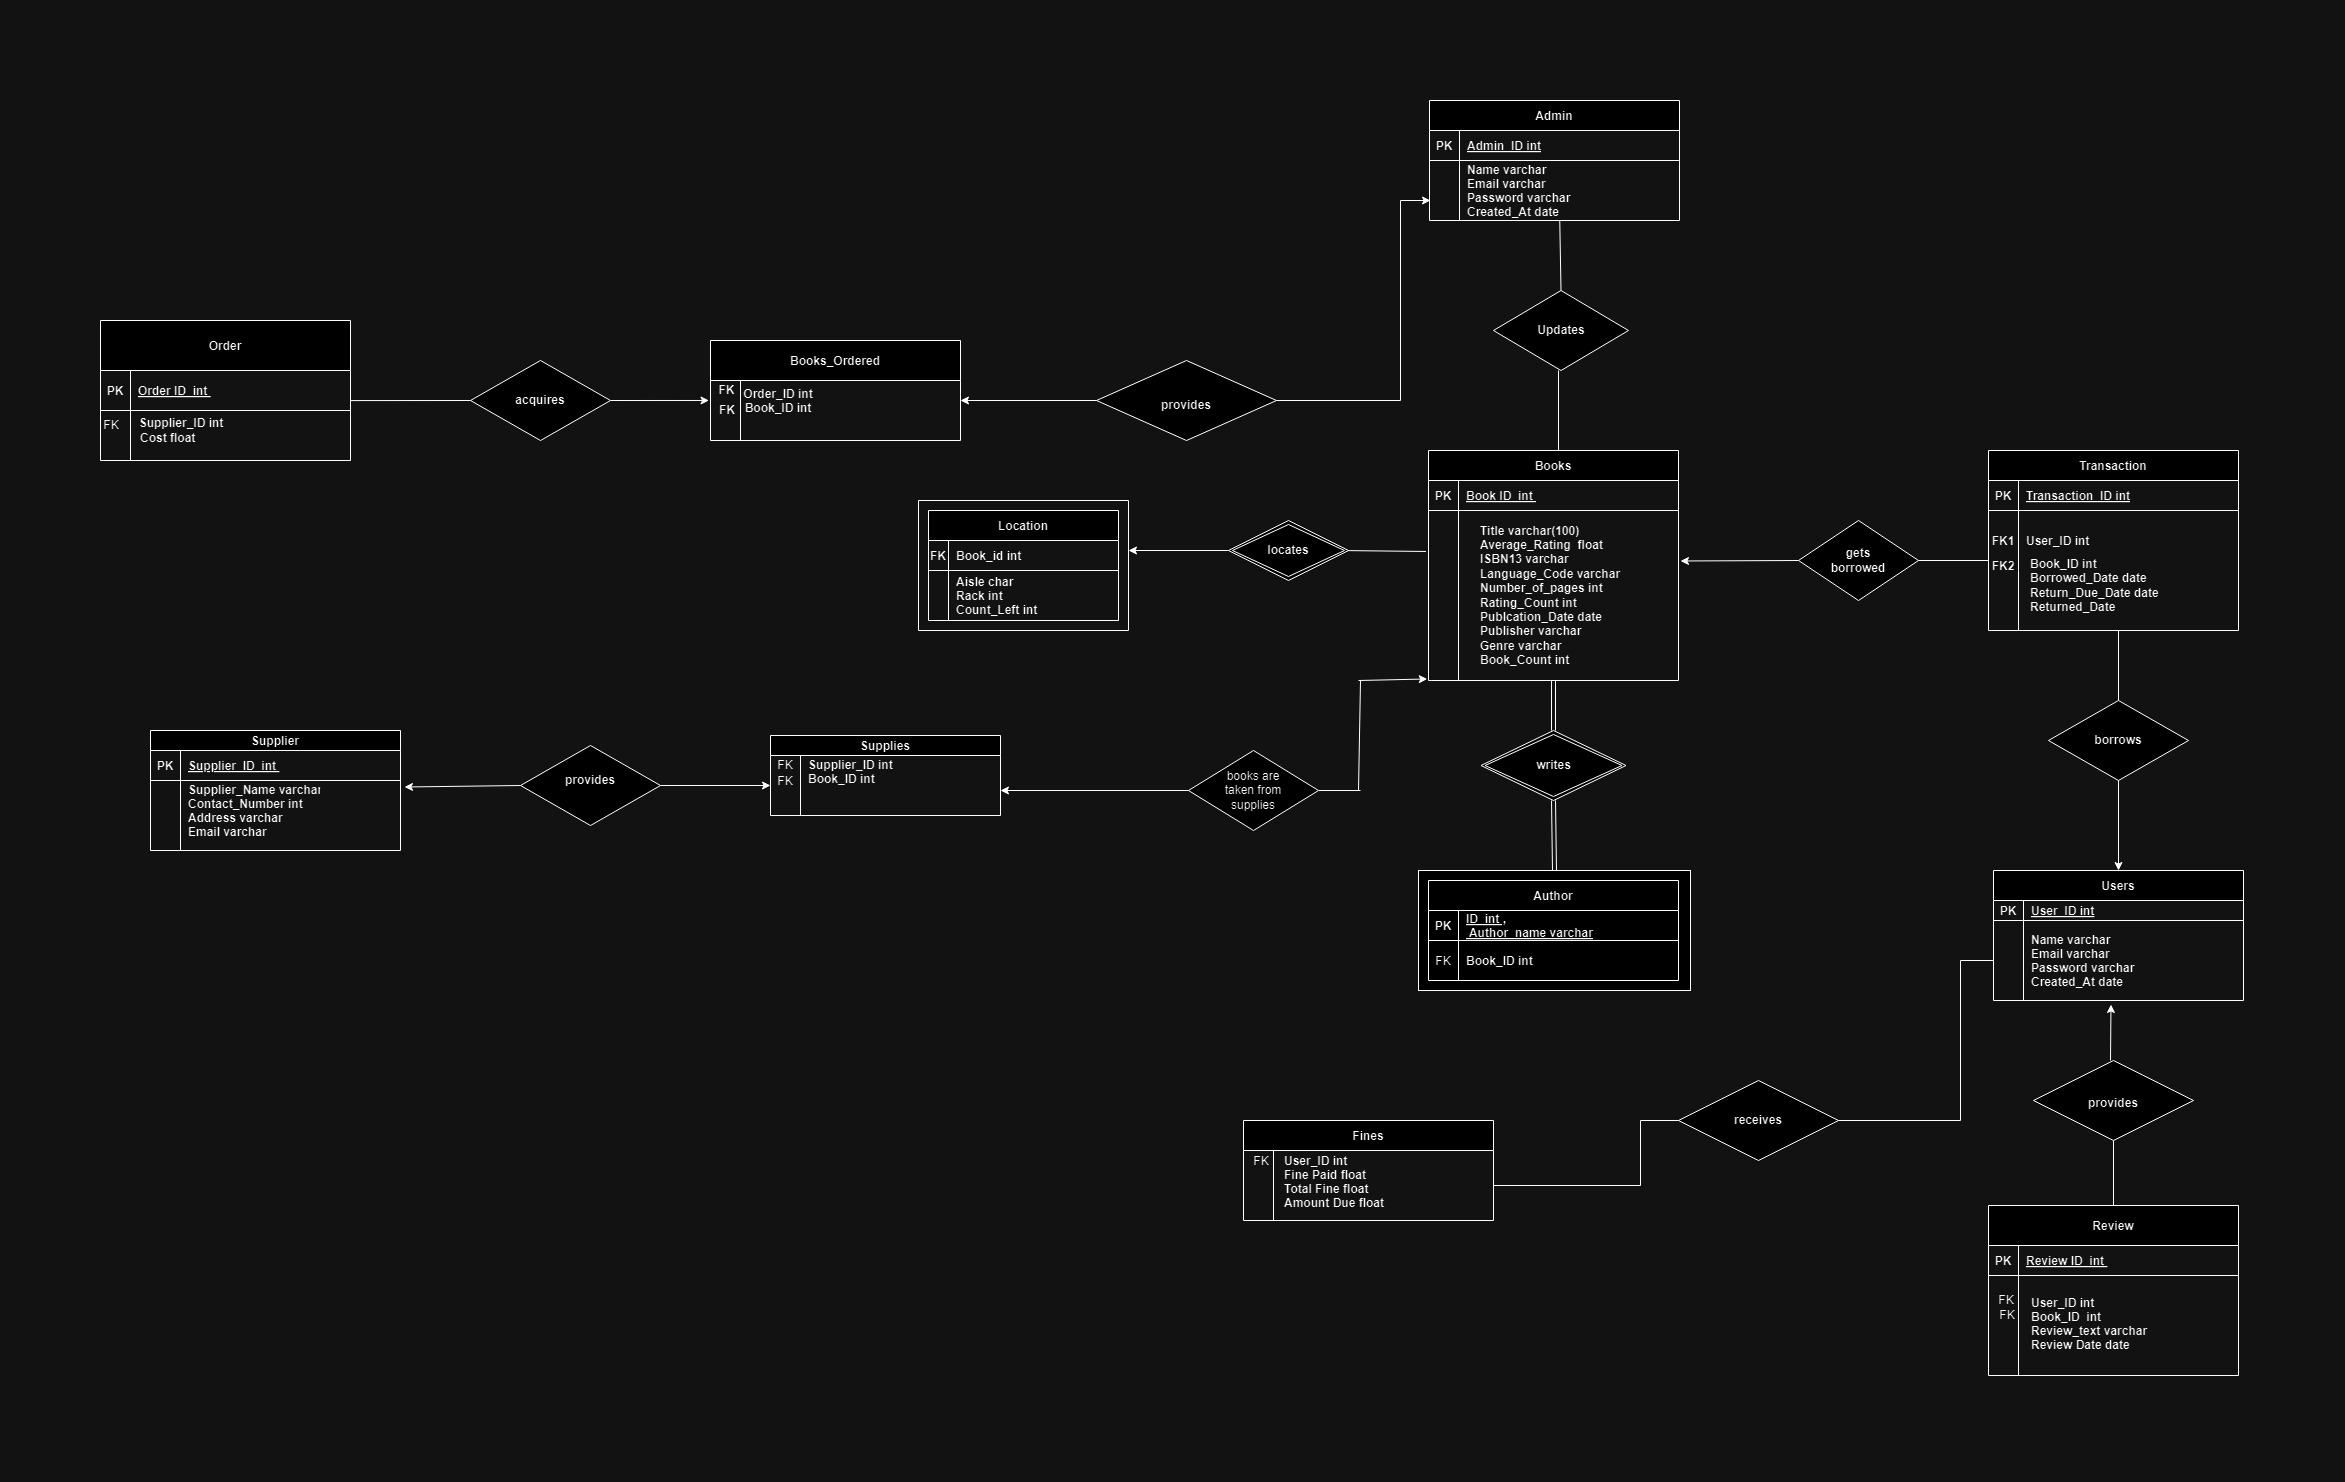 Admin
PK Admin_ID int
Name varchar
Email varchar
Password varchar
Created_At date
Updates
Order
PK Order ID int
FK Supplier_ID int
Cost float
acquires
Books_Ordered
FK Order_ID int
FK Book_ID int
provides
Books
PK Book ID int
Title varchar(100)
Average_Rating float
ISBN13 varchar
Language_Code varchar
Number_of_pages int
Rating_Count int
Publcation_Date date
Publisher varchar
Genre varchar
Book_Count int
Transaction
PK Transaction_ID int
FK1 User_ID int
FK2 Book_ID int
Borrowed_Date date
Return_Due_Date date
Returned_Date
gets
borrowed
Location
FK Book_id int
Aisle char
Rack int
Count_Left int
locates
Supplier
PK Supplier_ID int
Supplier_Name varchar
Contact_Number int
Address varchar
Email varchar
provides
Supplies
FK Supplier_ID int
FK Book_ID int
books are
taken from
supplies
writes
borrows
Author
PK ID int ,
Author_name varchar
FK Book_ID int
Users
PK User_ID int
Name varchar
Email varchar
Password varchar
Created_At date
Fines
FK User_ID int
Fine Paid float
Total Fine float
Amount Due float
receives
provides
Review
PK Review ID int
FK User_ID int
FK Book_ID int
Review_text varchar
Review Date date